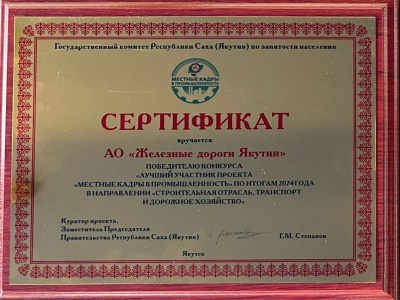 Государственный комитет Республики Саха (Якутия) по занятости населения
МЕСТНЫЕ КАДРЫ
В ПРОМЫШЛЕННОСТЬ
СЕРТИФИКАТ
вручается
АО «Железные дороги Якутии»
ПОБЕДИТЕЛЮ КОНКУРСА
«ЛУЧШИЙ УЧАСТНИК ПРОЕКТА
«МЕСТНЫЕ КАДРЫ В ПРОМЫШЛЕННОСТЬ» ПО ИТОГАМ 2024 ГОДА
В НАПРАВЛЕНИИ «СТРОИТЕЛЬНАЯ ОТРАСЛЬ, ТРАНСПОРТ
И ДОРОЖНОЕ ХОЗЯЙСТВО»
Куратор проекта,
Заместитель Председателя
Правительства Республики Саха (Якутия) Г.М. Степанов
Якутск